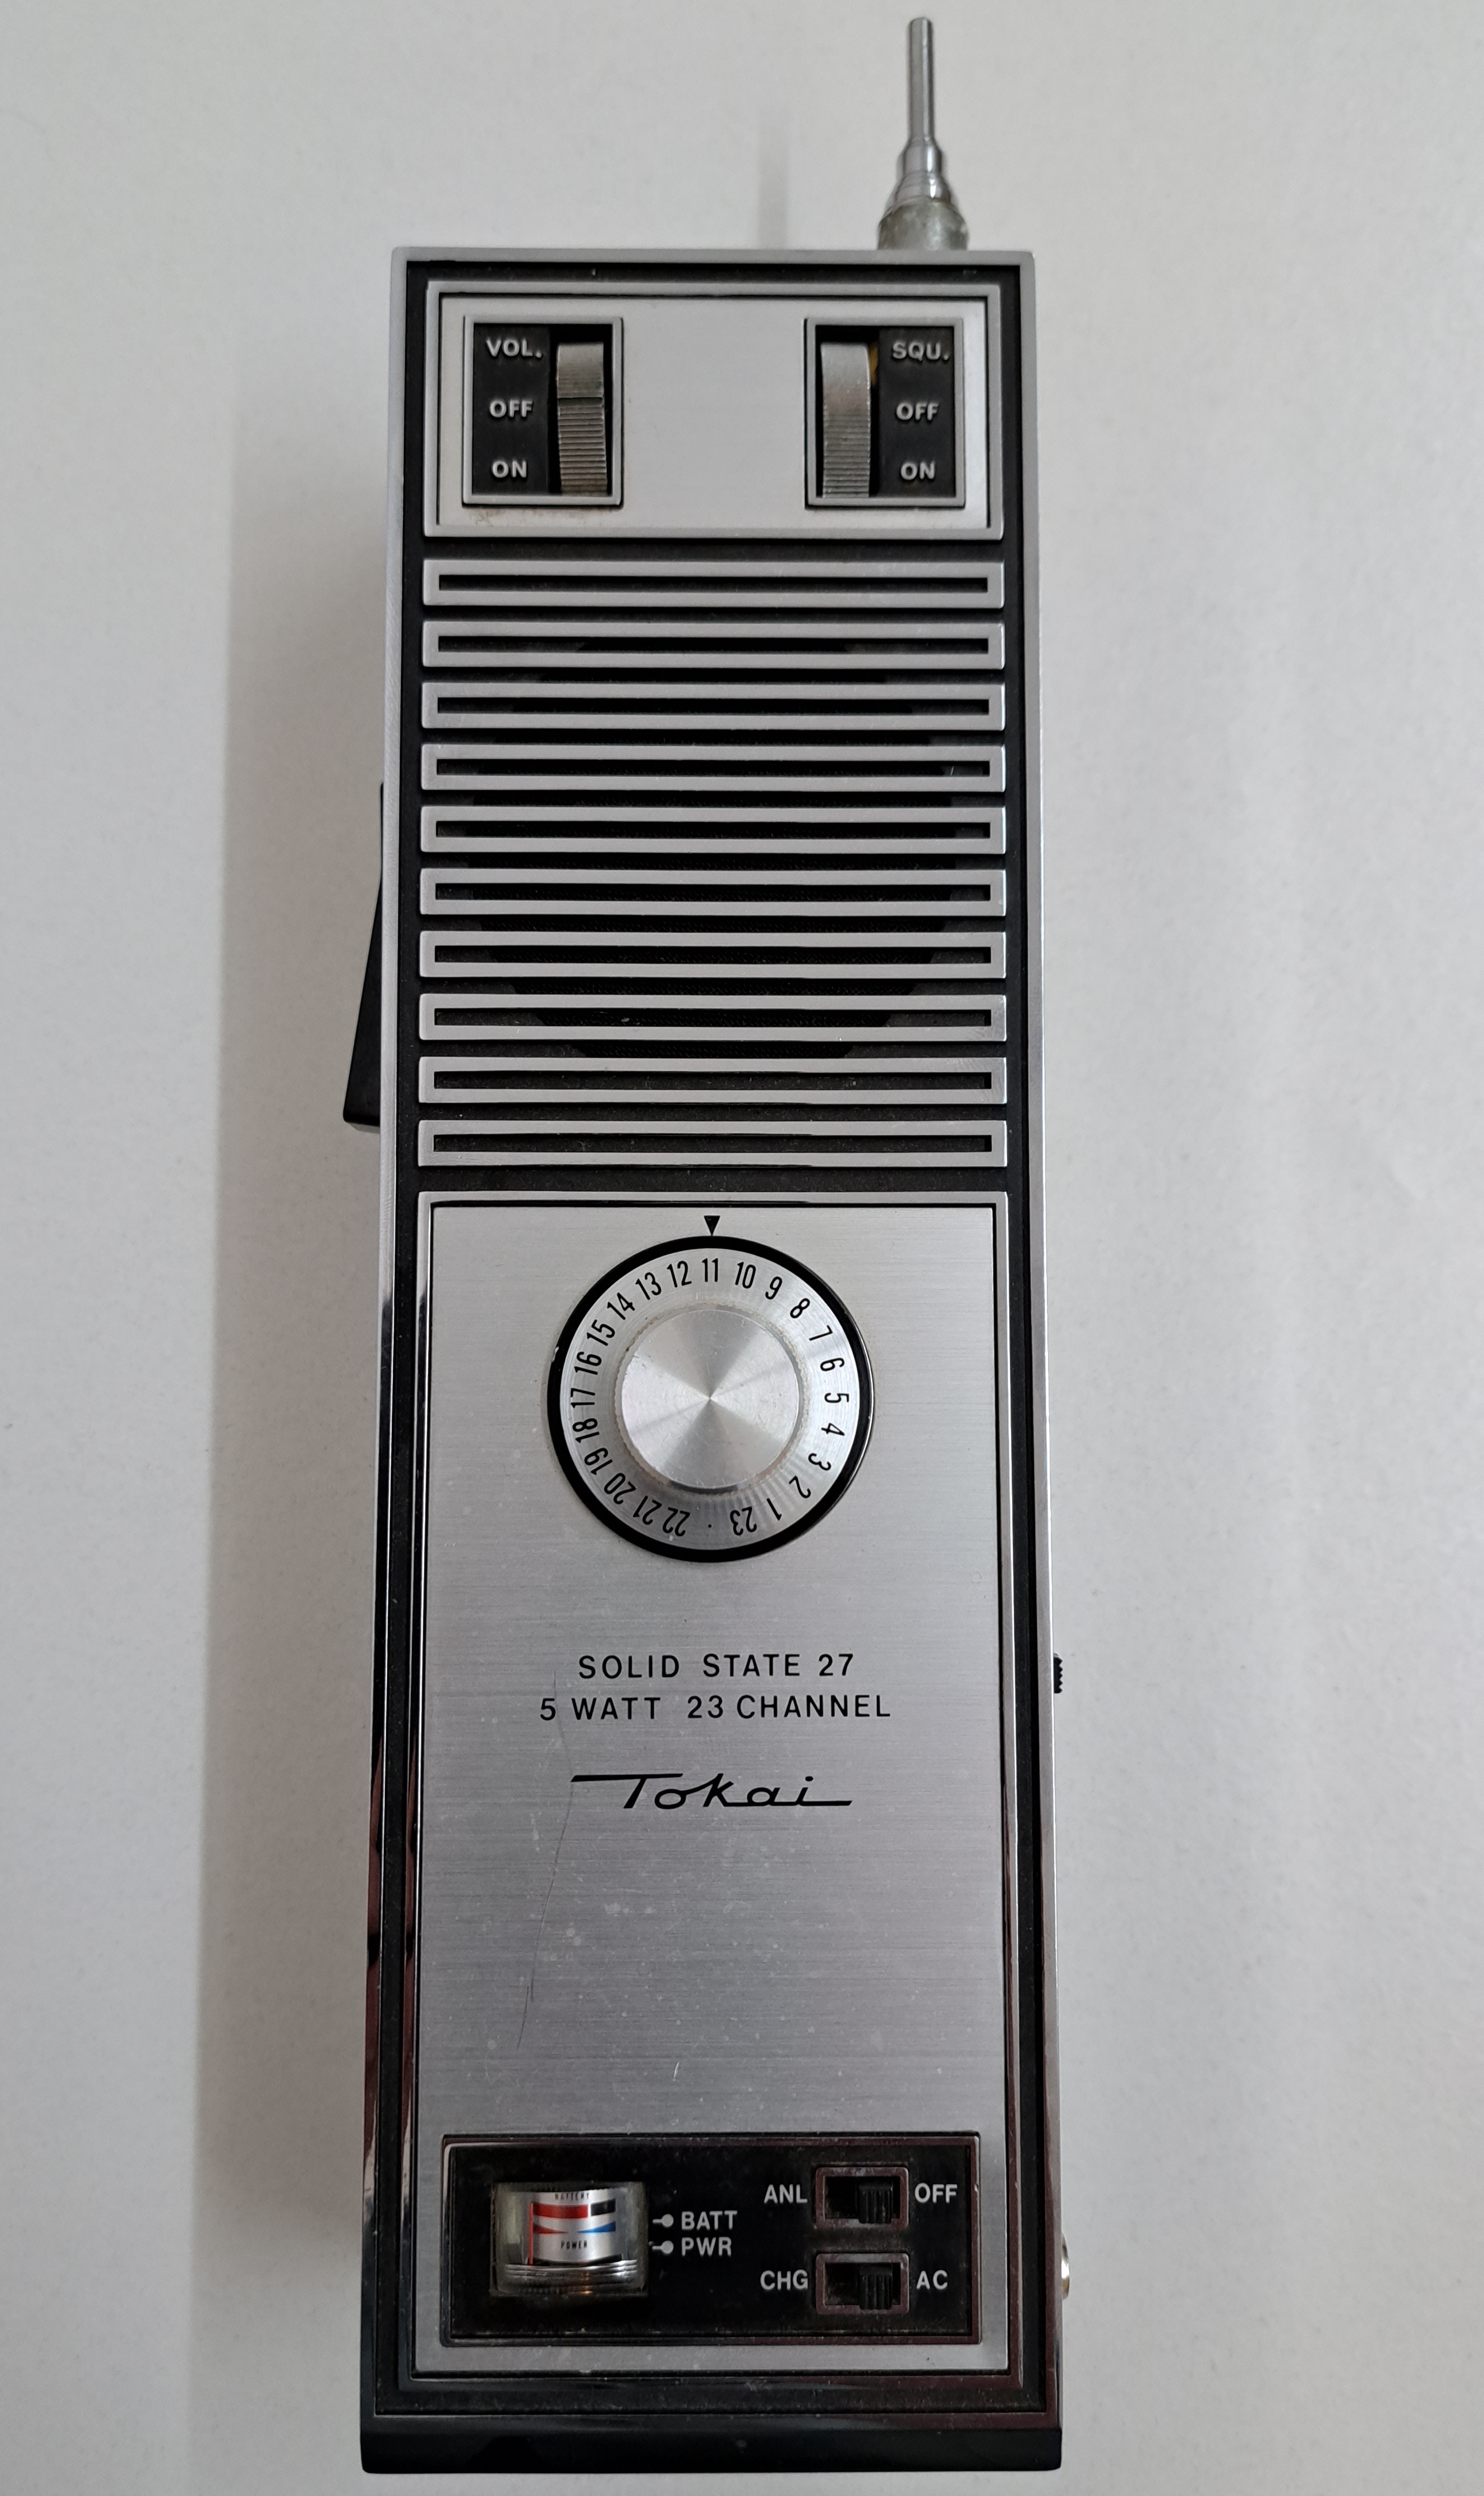 VOL.
OFF
ON
SQU.
OFF
ON
11 10 9 8 7 6 5 4 3 2 1 23 · 22 21 20 19 18 17 16 15 14 13 12
SOLID STATE 27
5 WATT 23 CHANNEL
Tokai
BATTERY
POWER
BATT
PWR
ANL OFF
CHG AC